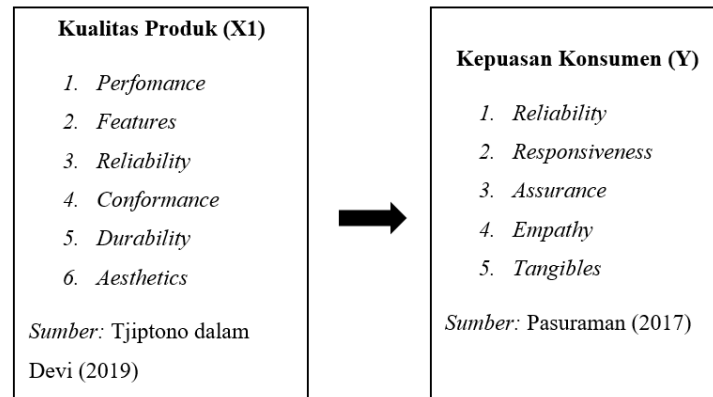 Kualitas Produk (X1)
1. Perfomance
2. Features
3. Reliability
4. Conformance
5. Durability
6. Aesthetics
Sumber: Tjiptono dalam
Devi (2019)
Kepuasan Konsumen (Y)
1. Reliability
2. Responsiveness
3. Assurance
4. Empathy
5. Tangibles
Sumber: Pasuraman (2017)